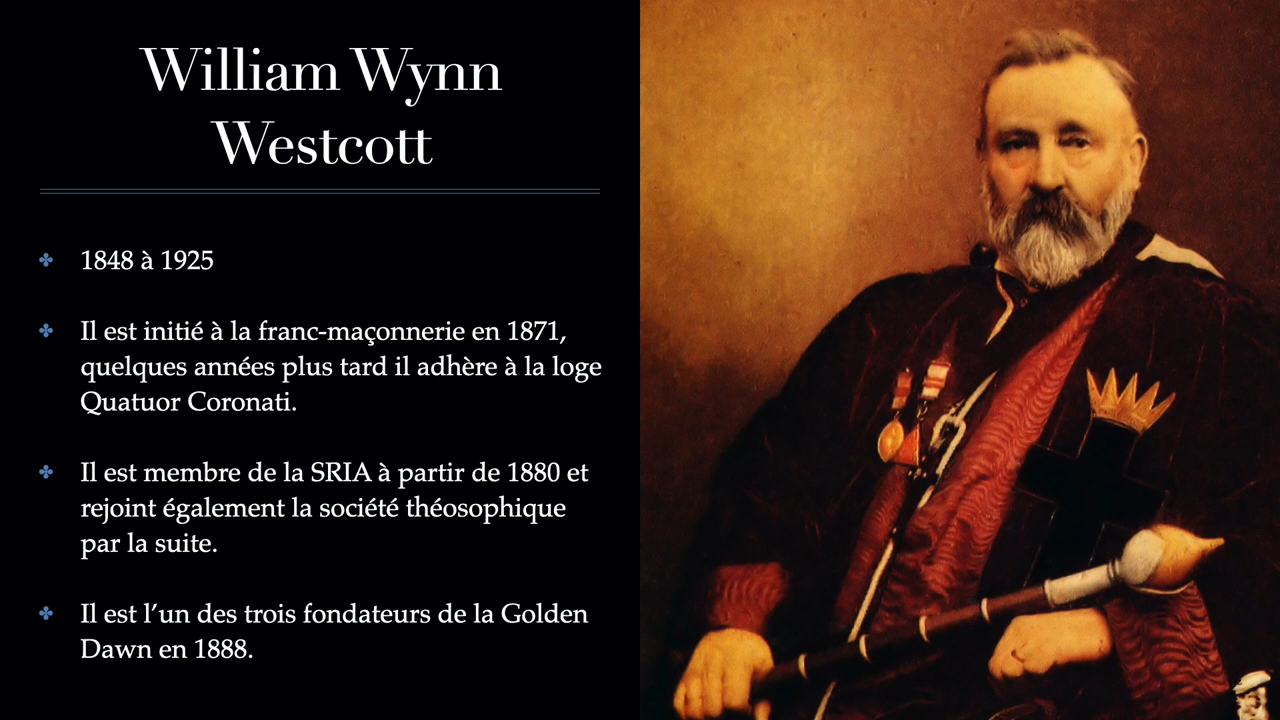 William Wynn
Westcott
1848 à 1925
Il est initié à la franc-maçonnerie en 1871,
quelques années plus tard il adhère à la loge
Quatuor Coronati.
Il est membre de la SRIA à partir de 1880 et
rejoint également la société théosophique
par la suite.
Il est l’un des trois fondateurs de la Golden
Dawn en 1888.